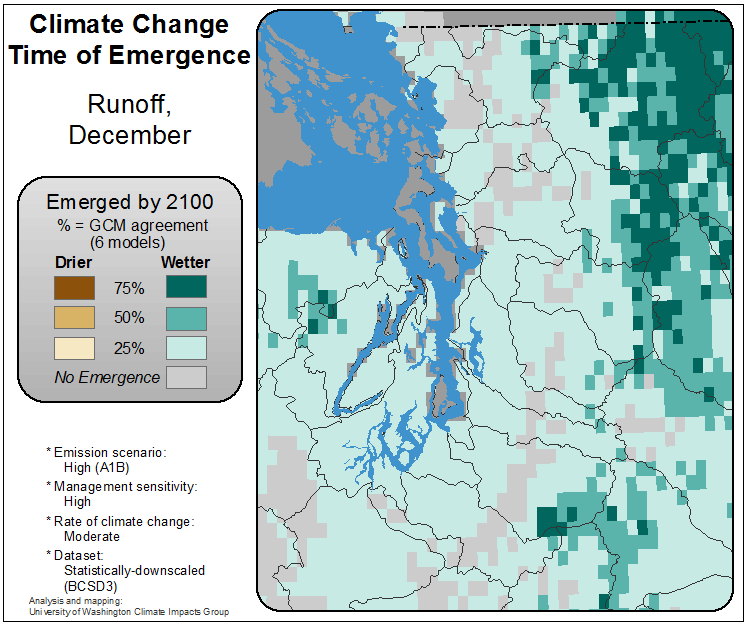 Climate Change
Time of Emergence
Runoff,
December
Emerged by 2100
% = GCM agreement
(6 models)
Drier Wetter
75%
50%
25%
No Emergence
* Emission scenario:
High (A1B)
* Management sensitivity:
High
* Rate of climate change:
Moderate
* Dataset:
Statistically-downscaled
(BCSD3)
Analysis and mapping:
University of Washington Climate Impacts Group